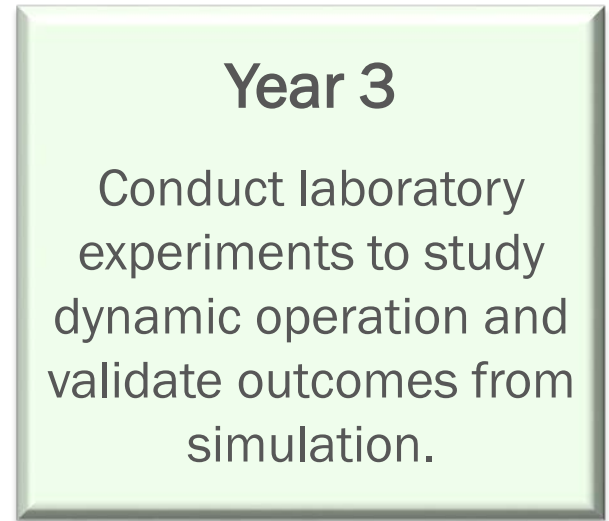 Year 3
Conduct laboratory
experiments to study
dynamic operation and
validate outcomes from
simulation.